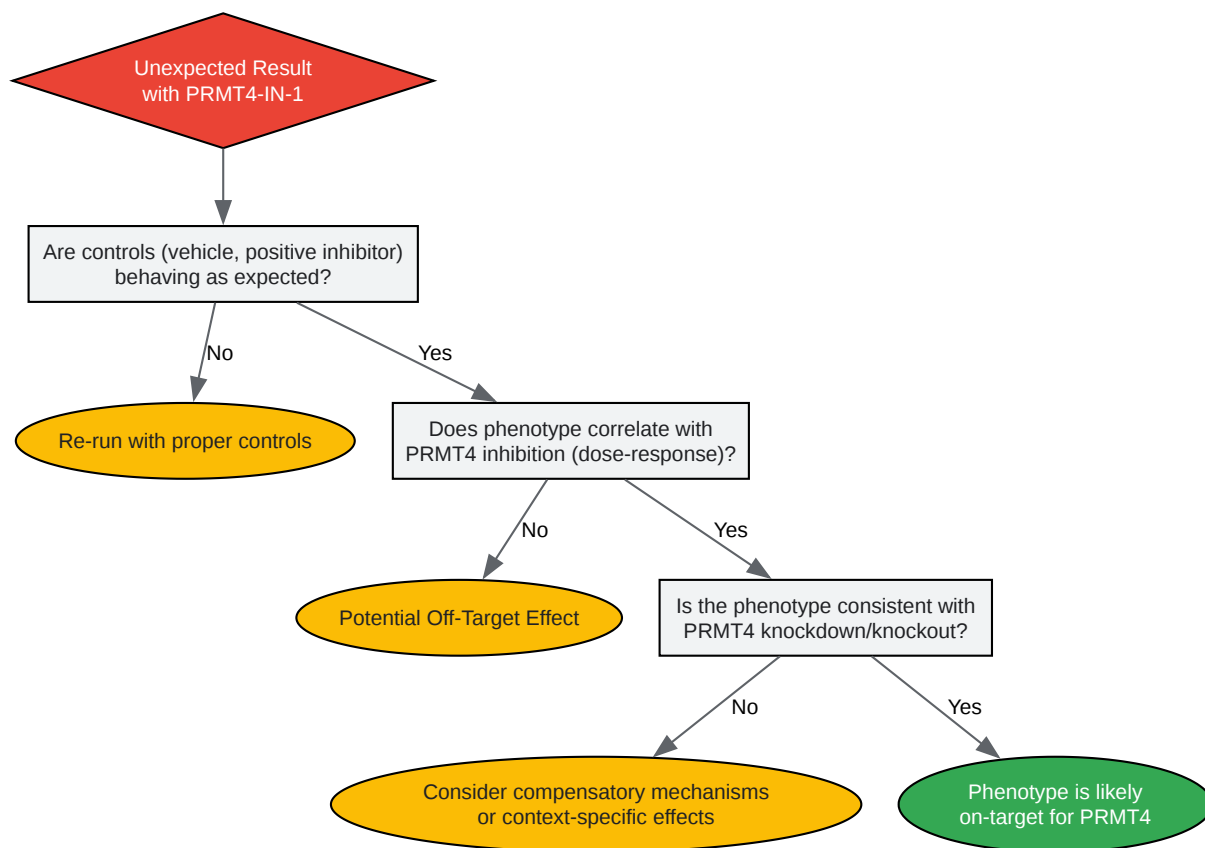 Unexpected Result
with PRMT4-IN-1
Are controls (vehicle, positive inhibitor)
behaving as expected?
No
Yes
Re-run with proper controls
Does phenotype correlate with
PRMT4 inhibition (dose-response)?
No
Yes
Potential Off-Target Effect
Is the phenotype consistent with
PRMT4 knockdown/knockout?
No
Yes
Consider compensatory mechanisms
or context-specific effects
Phenotype is likely
on-target for PRMT4